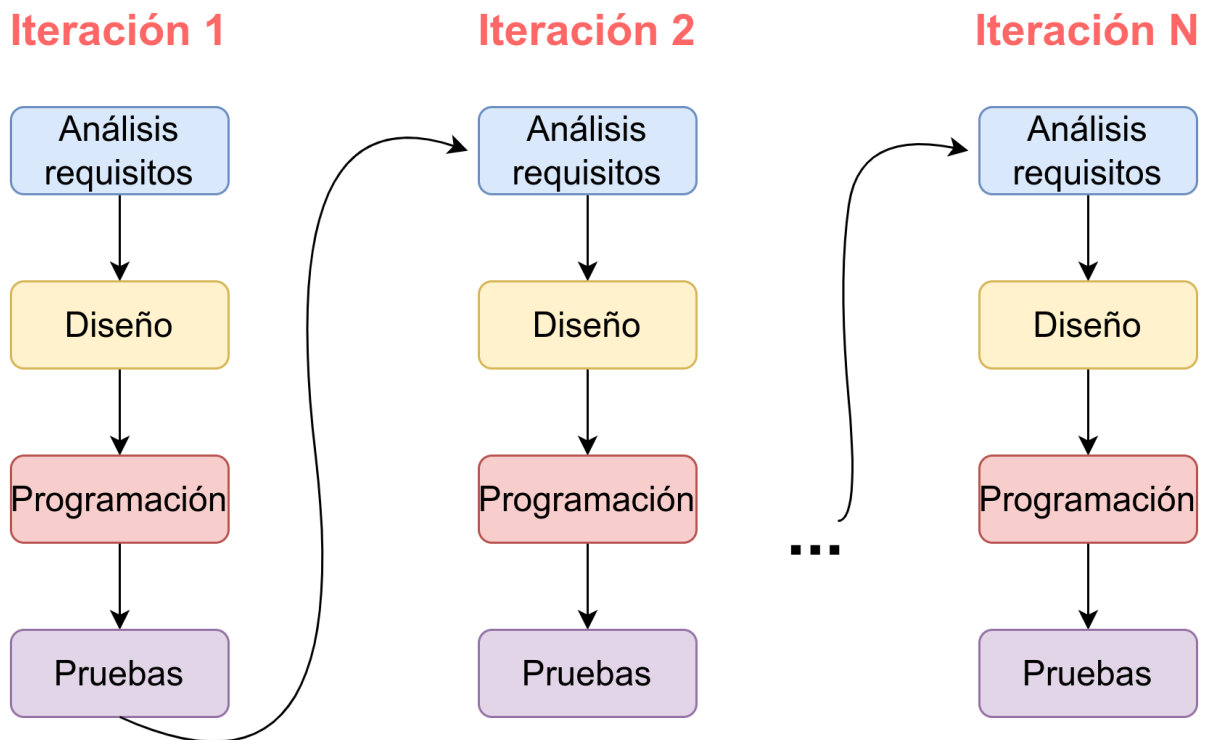 Iteración 1
Análisis
requisitos
Diseño
Programación
Pruebas
Iteración 2
Análisis
requisitos
Diseño
Programación
Pruebas
...
Iteración N
Análisis
requisitos
Diseño
Programación
Pruebas